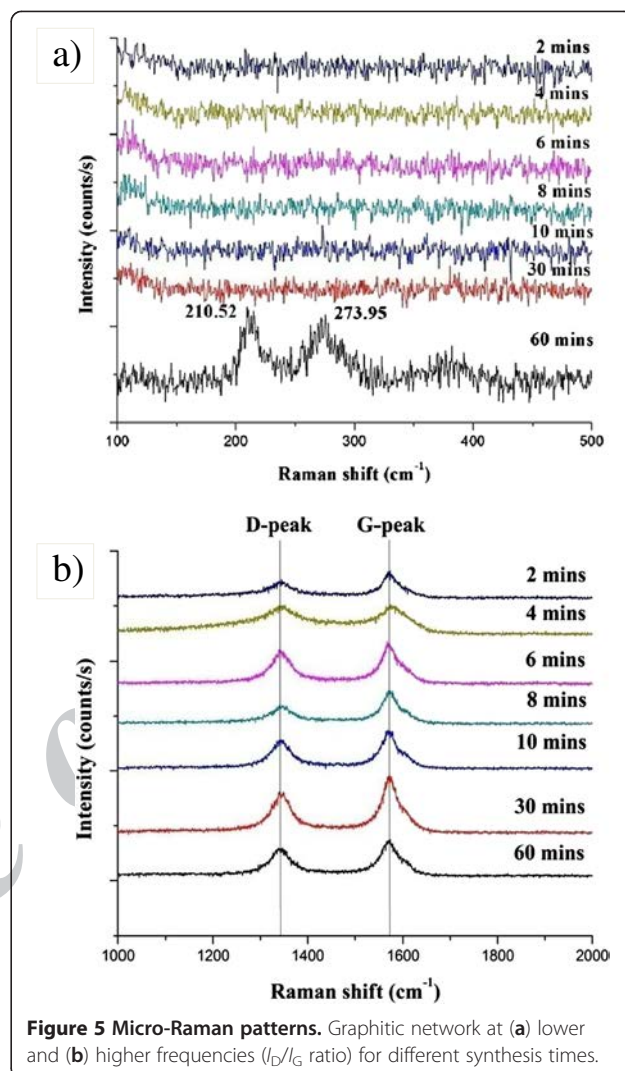 a)
2 mins
4 mins
6 mins
8 mins
10 mins
30 mins
210.52
273.95
60 mins
Intensity (counts/s)
100 200 300 400 500
Raman shift (cm⁻¹)
D-peak G-peak
b)
2 mins
4 mins
6 mins
8 mins
10 mins
30 mins
60 mins
Intensity (counts/s)
1000 1200 1400 1600 1800 2000
Raman shift (cm⁻¹)
Figure 5 Micro-Raman patterns. Graphitic network at (a) lower
and (b) higher frequencies (I_D/I_G ratio) for different synthesis times.